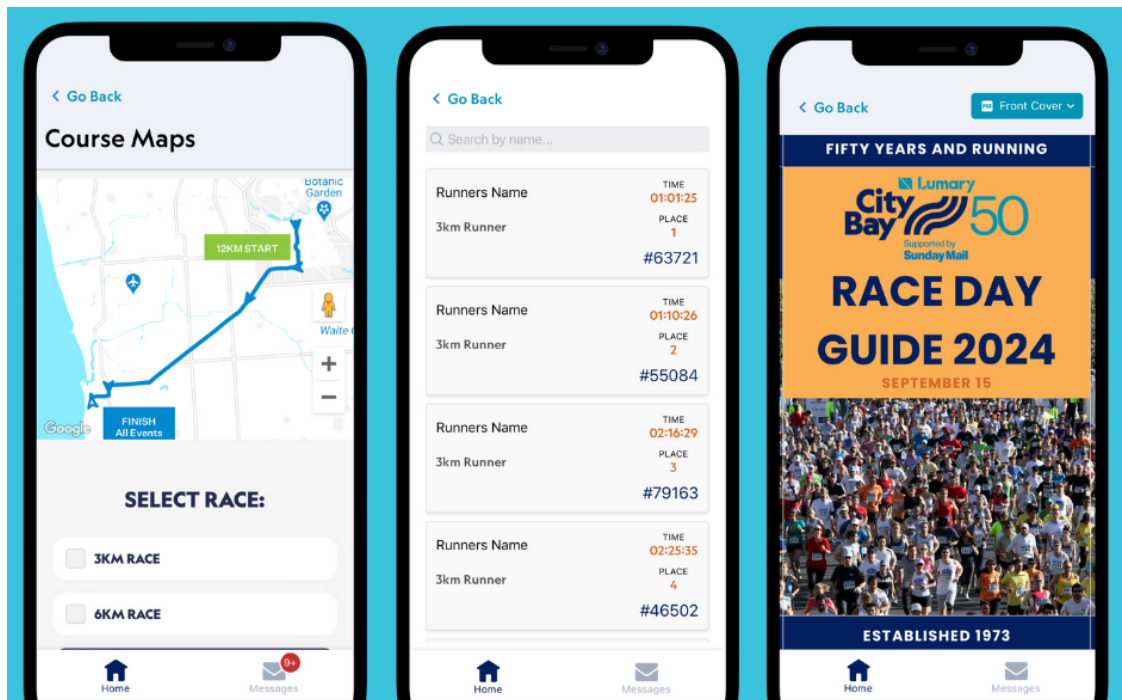 Go Back
Course Maps
Botanic
Garden
12KM START
Waite
+
−
Google
FINISH
All Events
SELECT RACE:
3KM RACE
6KM RACE
9+
Home
Messages
Go Back
Search by name...
Runners Name
TIME
01:01:25
3km Runner
PLACE
1
#63721
Runners Name
TIME
01:10:26
3km Runner
PLACE
2
#55084
Runners Name
TIME
02:16:29
3km Runner
PLACE
3
#79163
Runners Name
TIME
02:25:35
3km Runner
PLACE
4
#46502
Home
Messages
Go Back
PDF Front Cover
FIFTY YEARS AND RUNNING
Lumary
City
Bay 50
Supported by
Sunday Mail
RACE DAY
GUIDE 2024
SEPTEMBER 15
ESTABLISHED 1973
Home
Messages